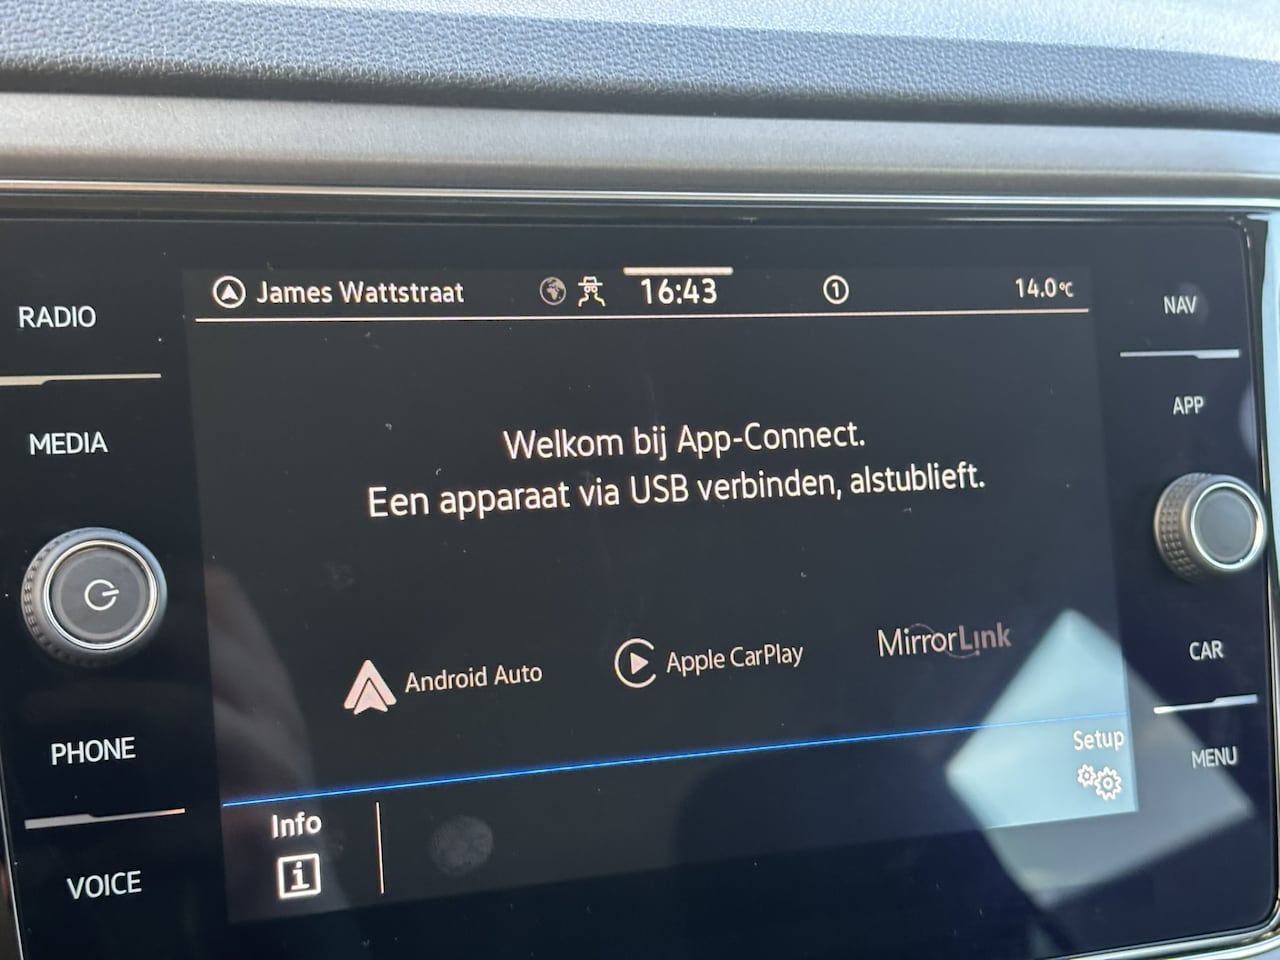 James Wattstraat 16:43 1 14.0°C
RADIO
MEDIA
PHONE
VOICE
Welkom bij App-Connect.
Een apparaat via USB verbinden, alstublieft.
Android Auto
Apple CarPlay
MirrorLink
Setup
Info
i
NAV
APP
CAR
MENU